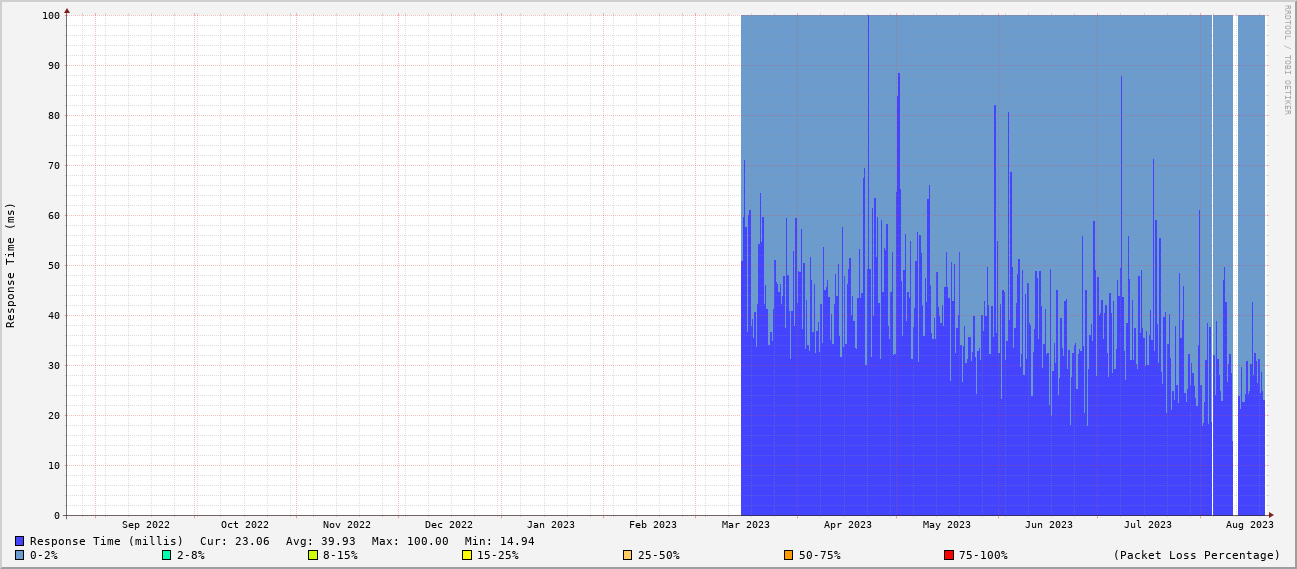 RRDTOOL / TOBI OETIKER
Response Time (ms)
100
90
80
70
60
50
40
30
20
10
0
Sep 2022 Oct 2022 Nov 2022 Dec 2022 Jan 2023 Feb 2023 Mar 2023 Apr 2023 May 2023 Jun 2023 Jul 2023 Aug 2023
Response Time (millis) Cur: 23.06 Avg: 39.93 Max: 100.00 Min: 14.94
0-2% 2-8% 8-15% 15-25% 25-50% 50-75% 75-100% (Packet Loss Percentage)